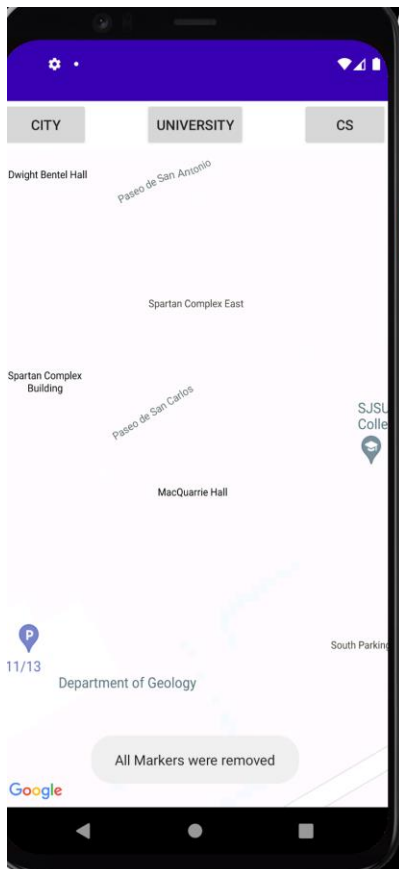 CITY
UNIVERSITY
CS
Dwight Bentel Hall
Paseo de San Antonio
Spartan Complex East
Spartan Complex
Building
Paseo de San Carlos
SJSU
Colle
MacQuarrie Hall
P
11/13
South Parking
Department of Geology
All Markers were removed
Google